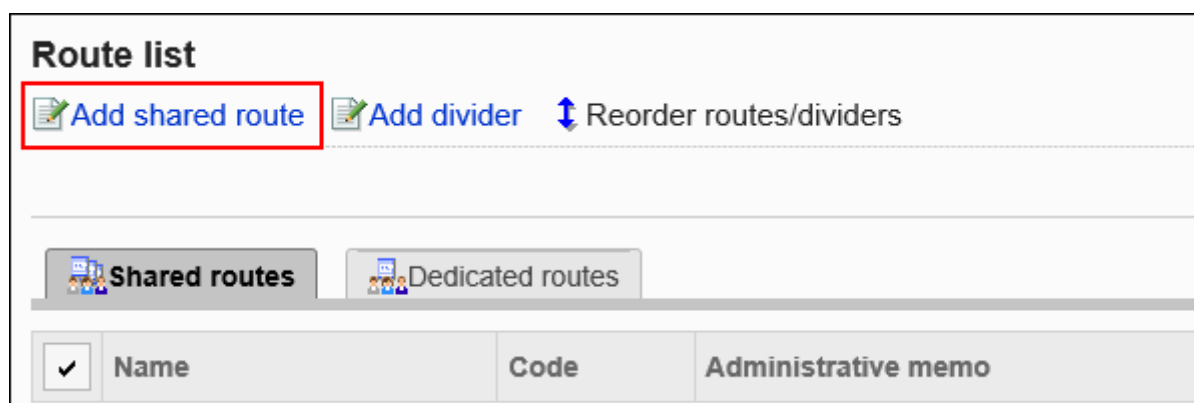 Route list
Add shared route Add divider Reorder routes/dividers
Shared routes Dedicated routes
Name Code Administrative memo